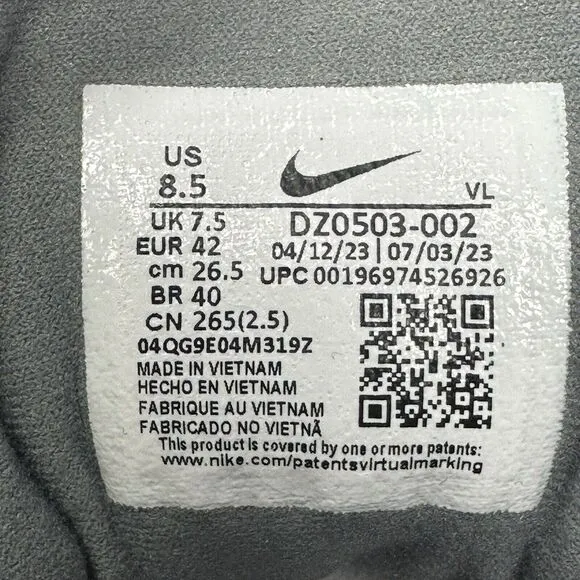 US
8.5
VL
UK 7.5
DZ0503-002
EUR 42
04/12/23 | 07/03/23
cm 26.5
UPC 00196974526926
BR 40
CN 265(2.5)
04QG9E04M319Z
MADE IN VIETNAM
HECHO EN VIETNAM
FABRIQUE AU VIETNAM
FABRICADO NO VIETNÃ
This product is covered by one or more patents:
www.nike.com/patentsvirtualmarking